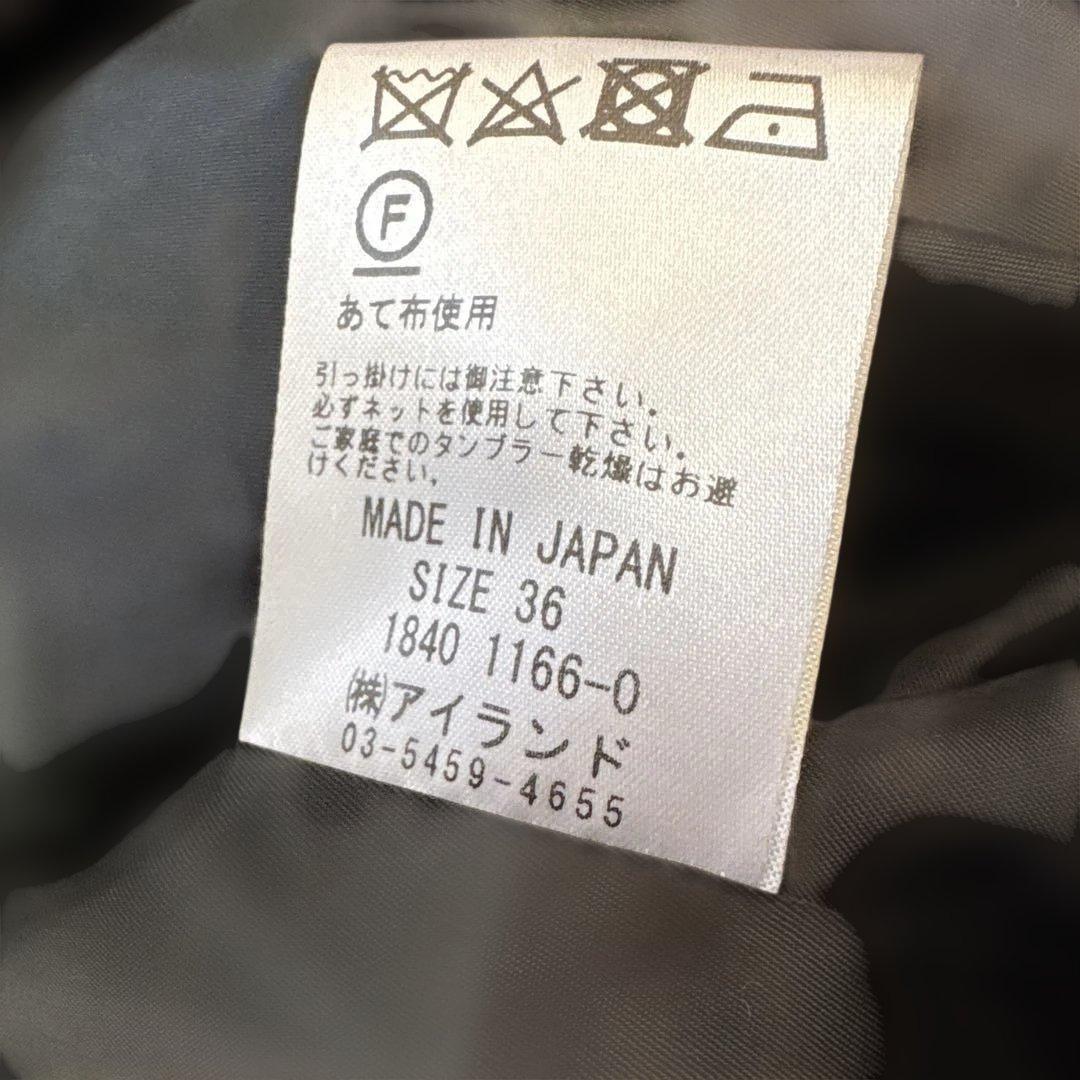 F
あて布使用
引っ掛けには御注意下さい。
必ずネットを使用して下さい。
ご家庭でのタンブラー乾燥はお避
けください。
MADE IN JAPAN
SIZE 36
1840 1166-0
㈱アイランド
03-5459-4655